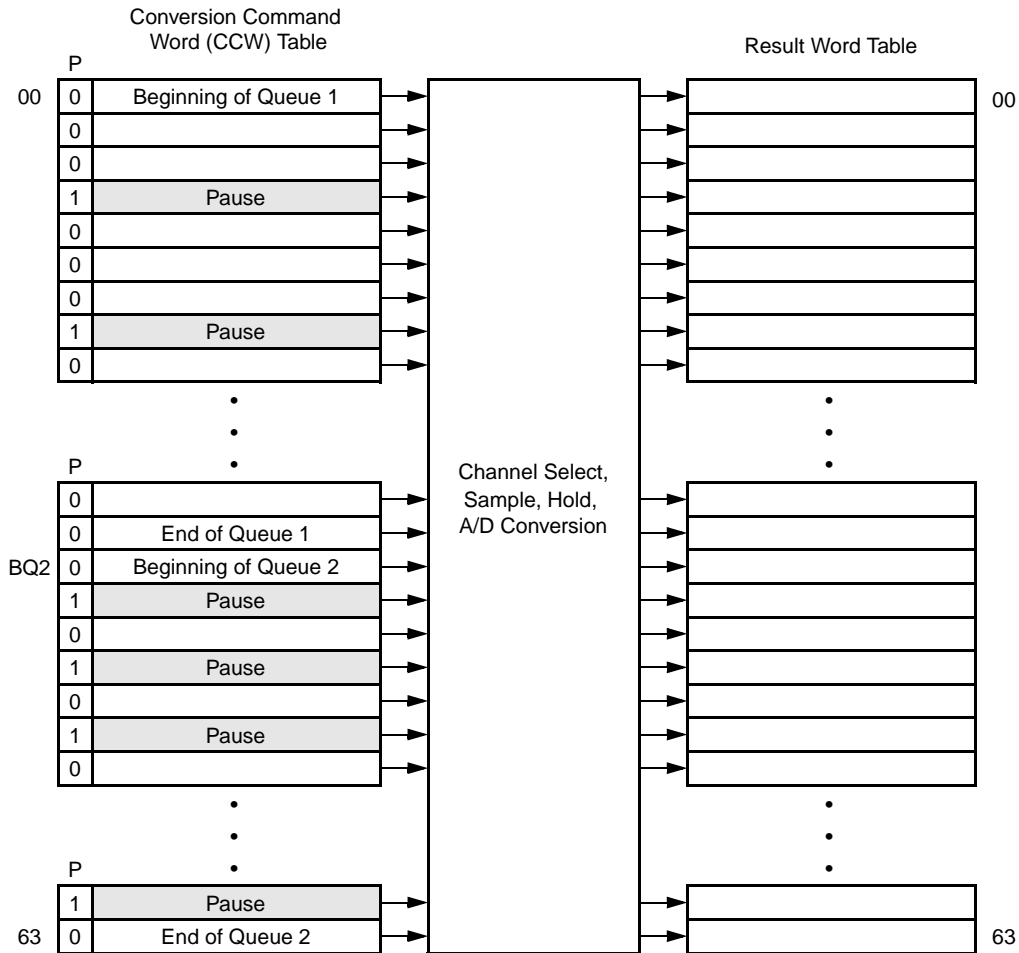 Conversion Command
Word (CCW) Table
Result Word Table
P
00 0 Beginning of Queue 1 00
0
0
1 Pause
0
0
0
1 Pause
0
P
Channel Select,
Sample, Hold,
A/D Conversion
0
0 End of Queue 1
BQ2 0 Beginning of Queue 2
1 Pause
0
1 Pause
0
1 Pause
0
P
1 Pause
63 0 End of Queue 2 63